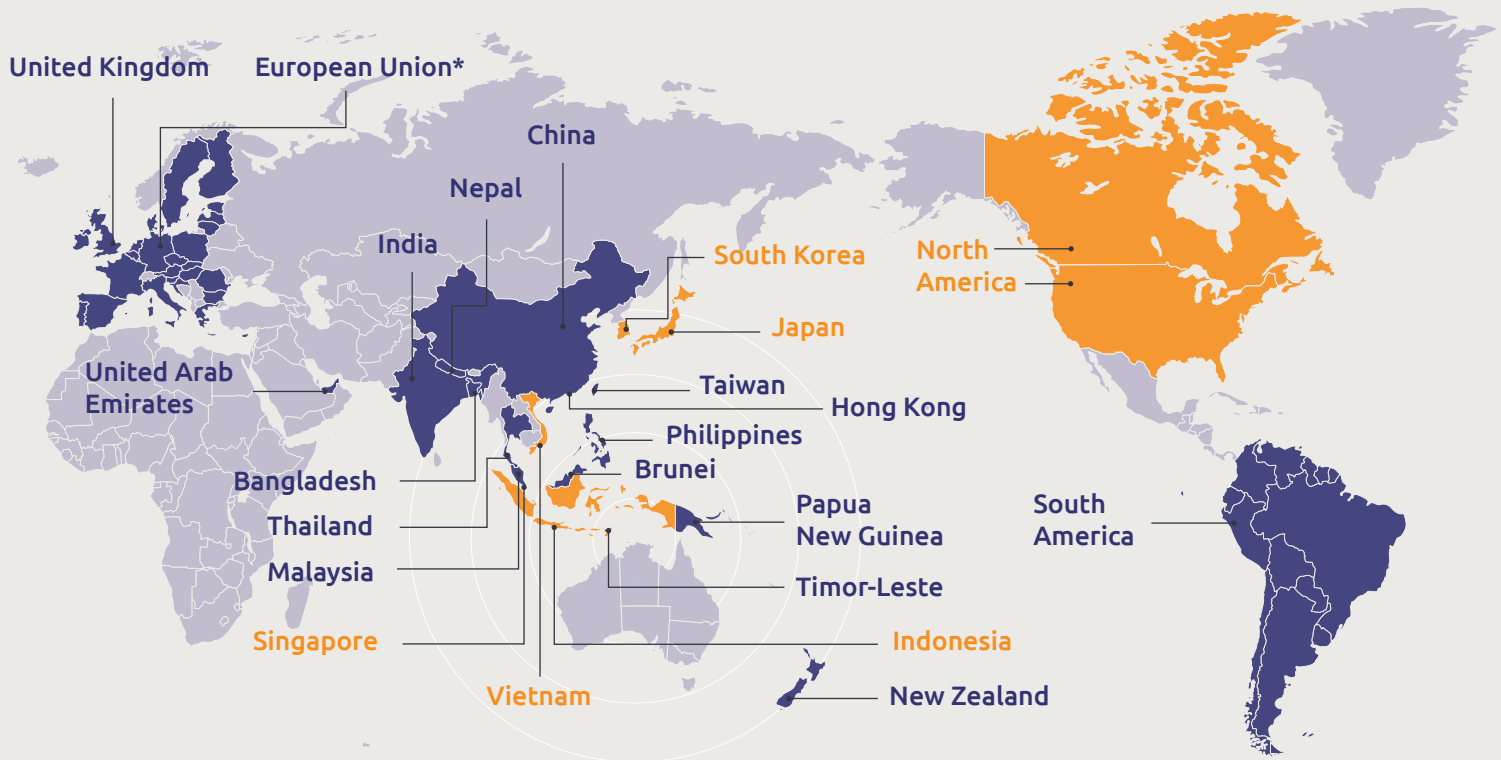 United Kingdom
European Union*
China
Nepal
India
South Korea
North
America
Japan
United Arab
Emirates
Taiwan
Hong Kong
Philippines
Brunei
Bangladesh
Papua
New Guinea
South
America
Thailand
Malaysia
Timor-Leste
Singapore
Indonesia
Vietnam
New Zealand